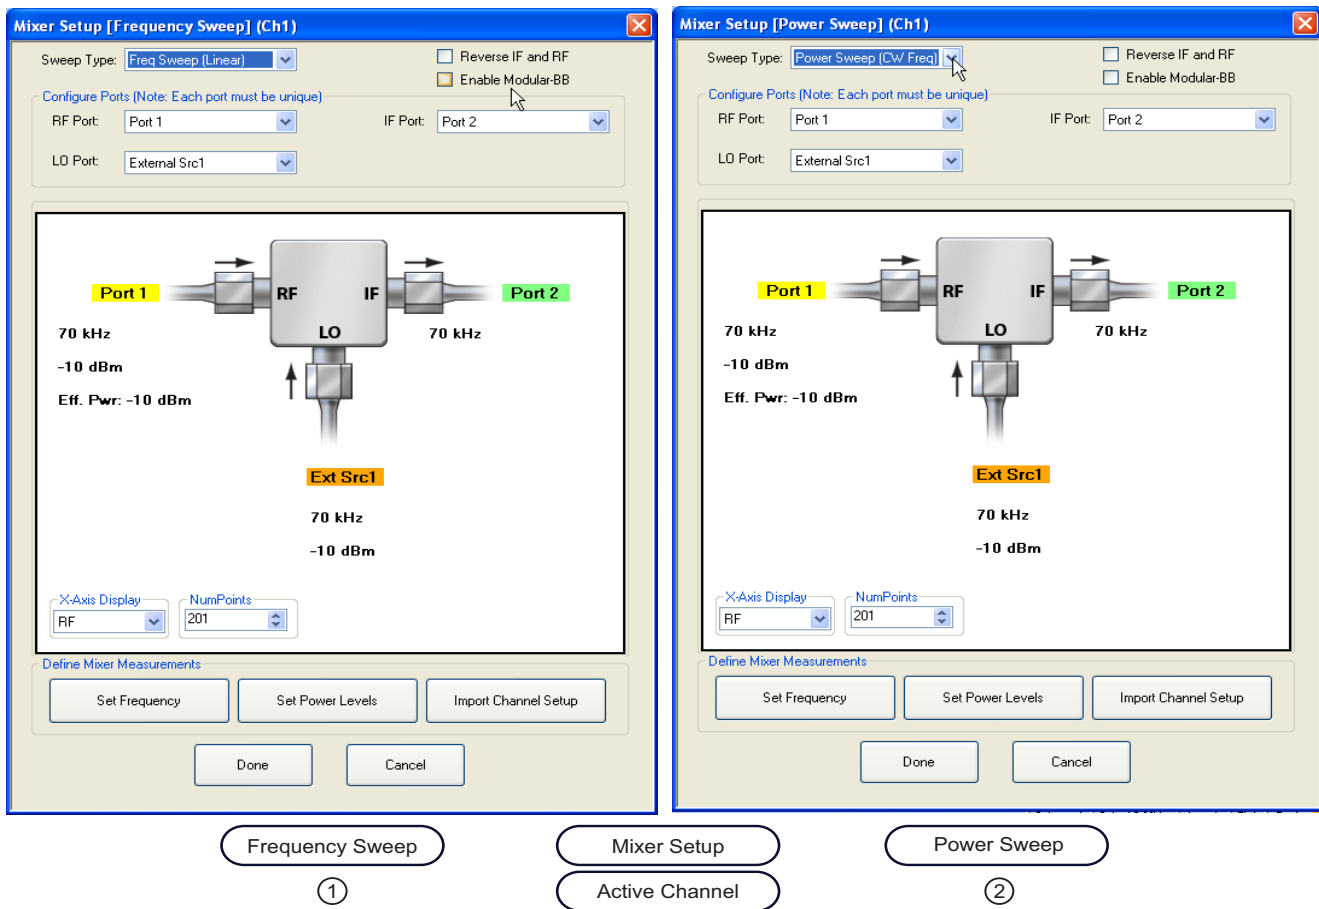 Mixer Setup [Frequency Sweep] (Ch1)
Sweep Type: Freq Sweep (Linear)
Reverse IF and RF
Enable Modular-BB
Configure Ports (Note: Each port must be unique)
RF Port: Port 1
IF Port: Port 2
LO Port: External Src1
Port 1
RF
IF
Port 2
LO
70 kHz
70 kHz
-10 dBm
Eff. Pwr: -10 dBm
Ext Src1
70 kHz
-10 dBm
X-Axis Display
NumPoints
RF
201
Define Mixer Measurements
Set Frequency
Set Power Levels
Import Channel Setup
Done
Cancel
Mixer Setup [Power Sweep] (Ch1)
Sweep Type: Power Sweep (CW Freq)
Reverse IF and RF
Enable Modular-BB
Configure Ports (Note: Each port must be unique)
RF Port: Port 1
IF Port: Port 2
LO Port: External Src1
Port 1
RF
IF
Port 2
LO
70 kHz
70 kHz
-10 dBm
Eff. Pwr: -10 dBm
Ext Src1
70 kHz
-10 dBm
X-Axis Display
NumPoints
RF
201
Define Mixer Measurements
Set Frequency
Set Power Levels
Import Channel Setup
Done
Cancel
Frequency Sweep
Mixer Setup
Power Sweep
1
Active Channel
2